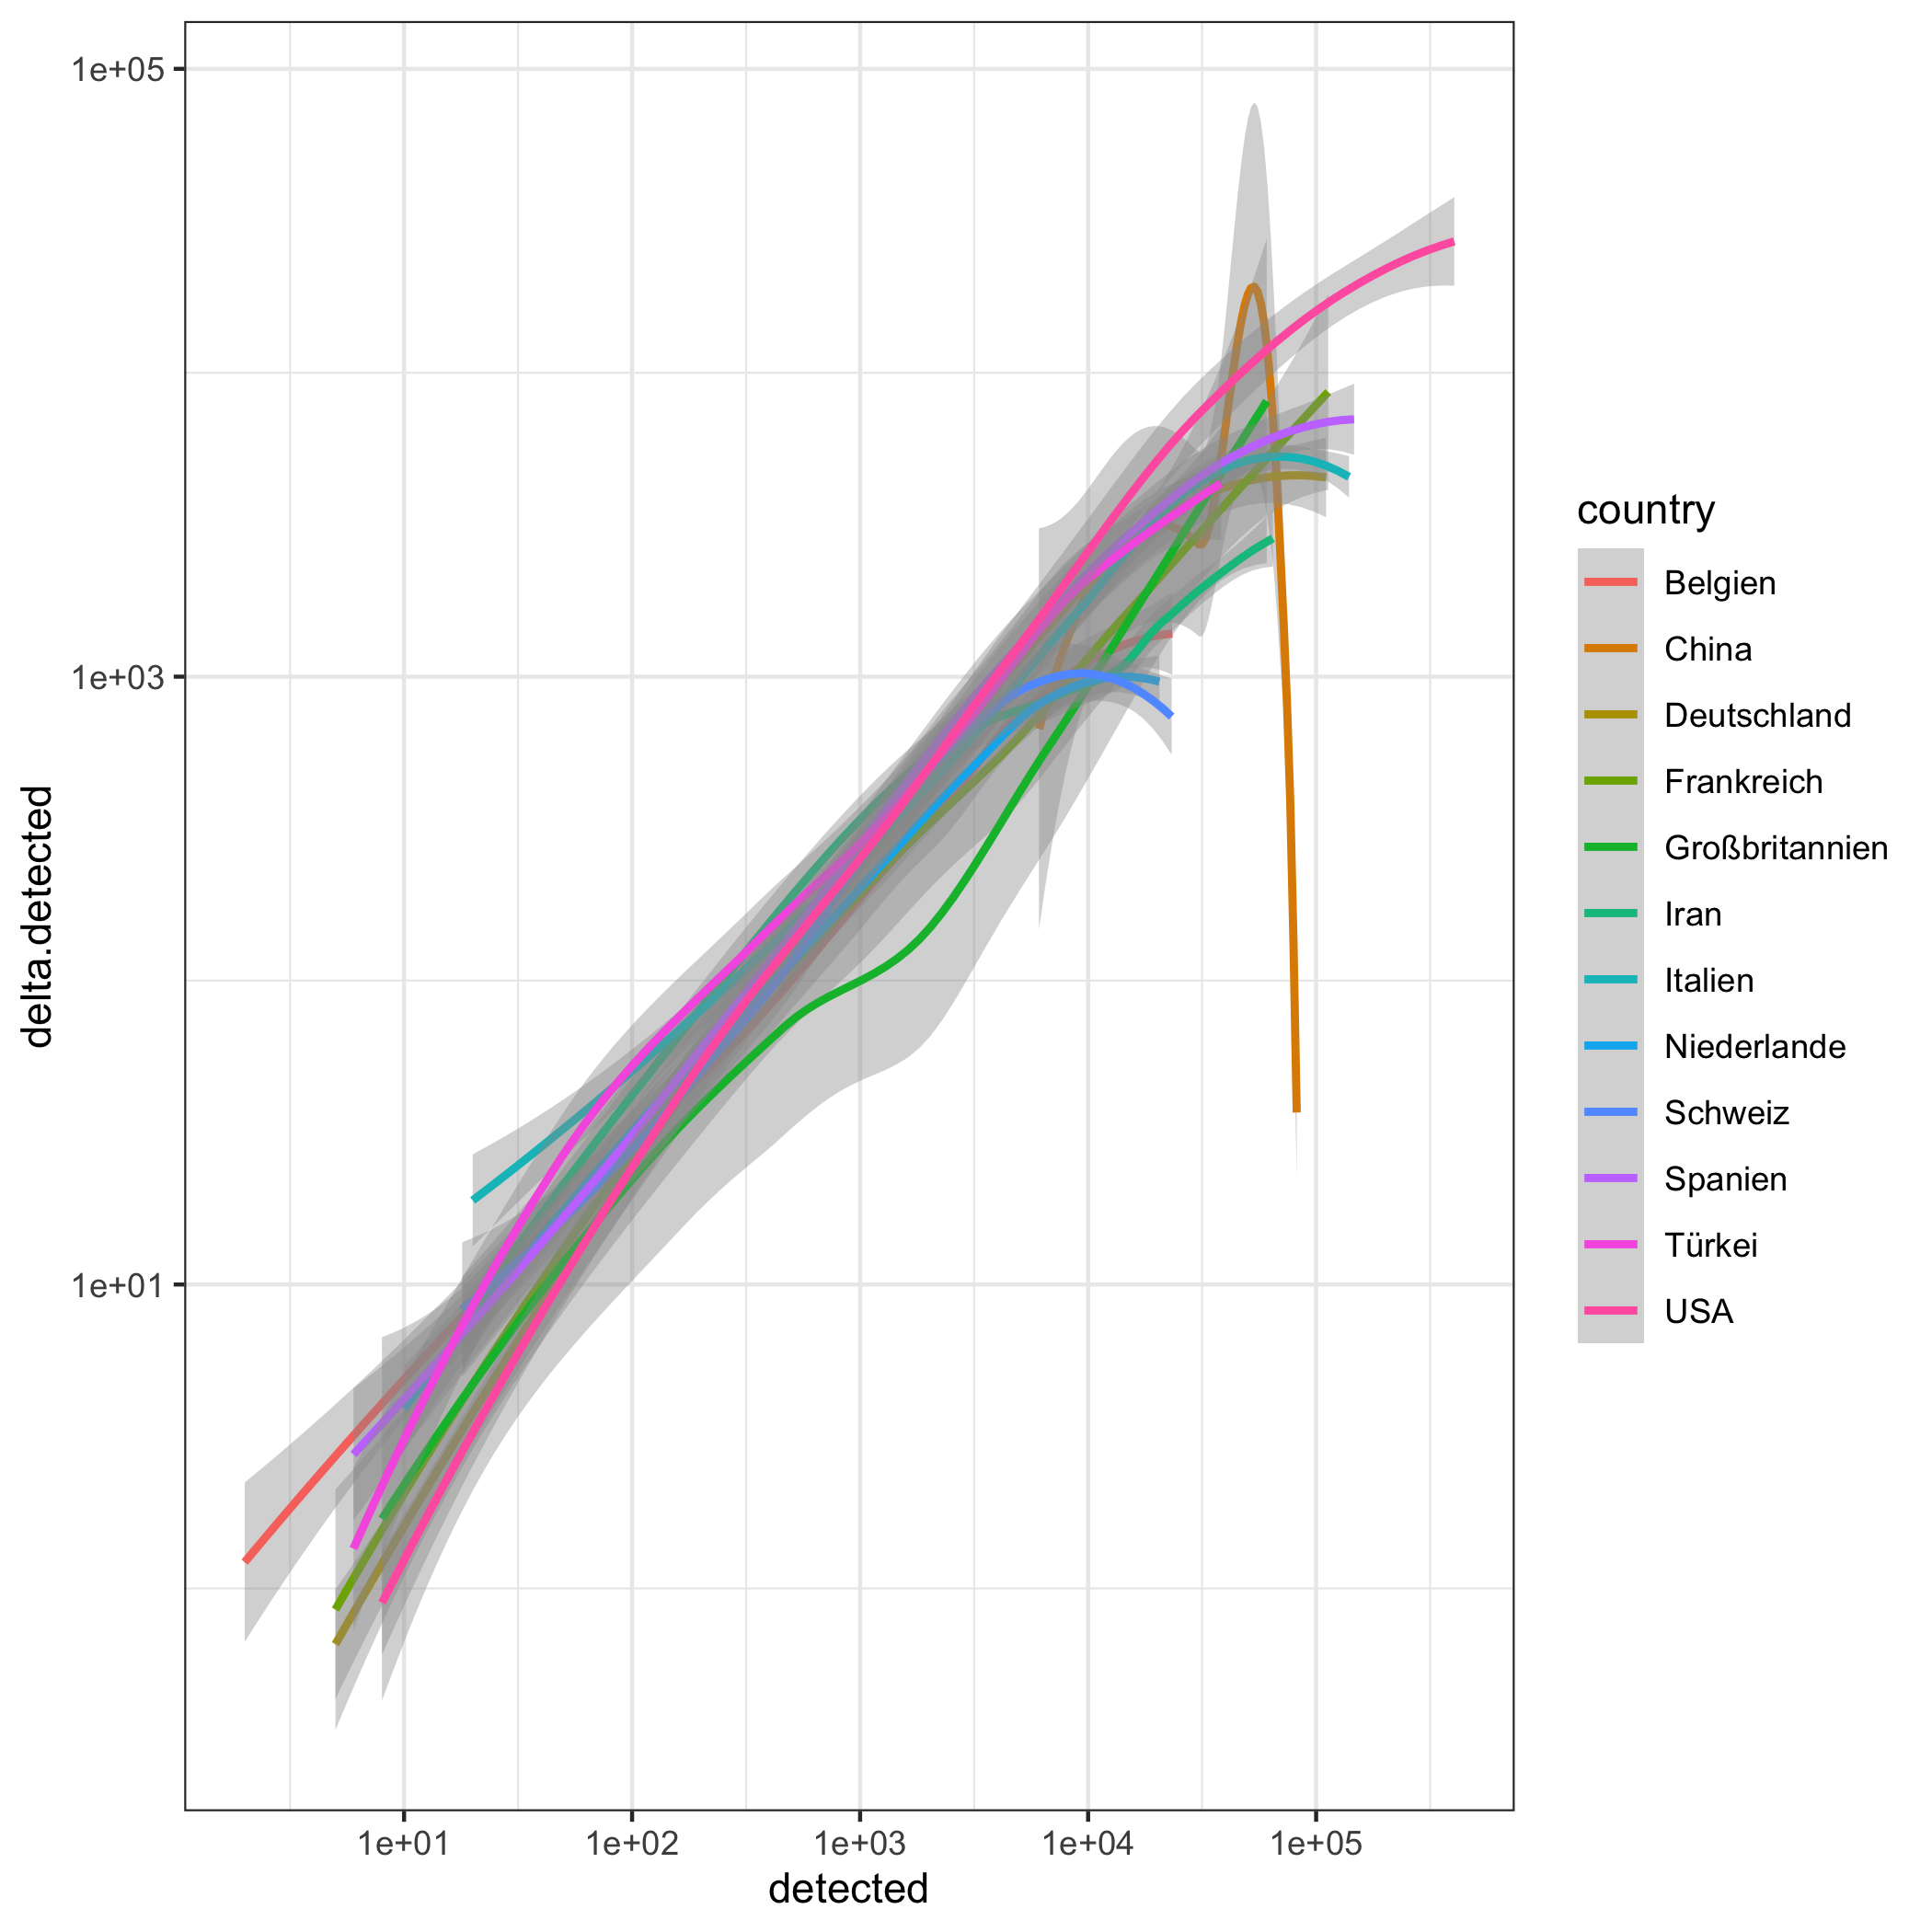 1e+05
1e+03
1e+01
delta.detected
1e+01
1e+02
1e+03
1e+04
1e+05
detected
country
Belgien
China
Deutschland
Frankreich
Großbritannien
Iran
Italien
Niederlande
Schweiz
Spanien
Türkei
USA